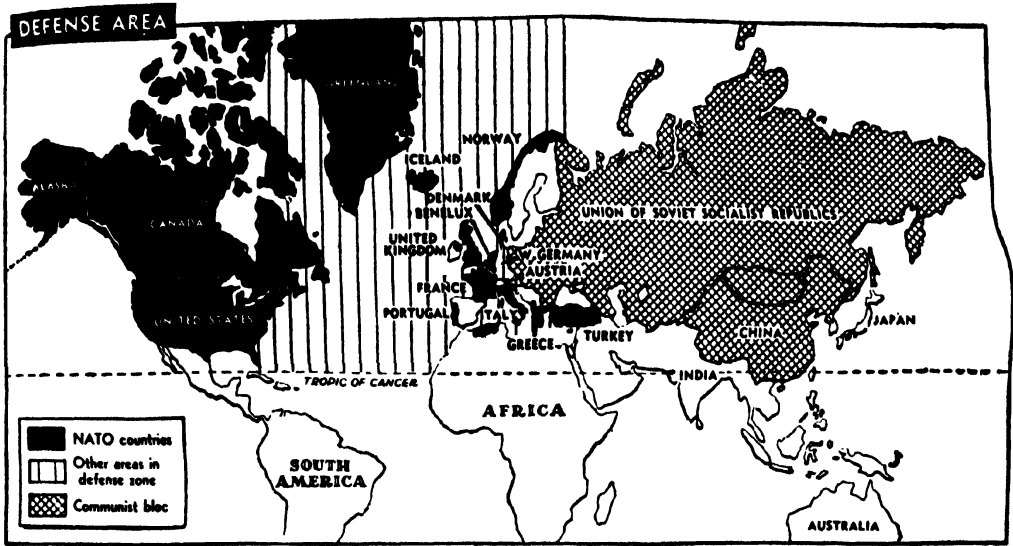 DEFENSE AREA
GREENLAND
NORWAY
ICELAND
ALASKA
DENMARK
BENELUX
CANADA
UNION OF SOVIET SOCIALIST REPUBLICS
UNITED
KINGDOM
W. GERMANY
AUSTRIA
FRANCE
PORTUGAL
ITALY
UNITED STATES
GREECE
TURKEY
CHINA
JAPAN
INDIA
TROPIC OF CANCER
AFRICA
SOUTH
AMERICA
AUSTRALIA
NATO countries
Other areas in
defense zone
Communist bloc